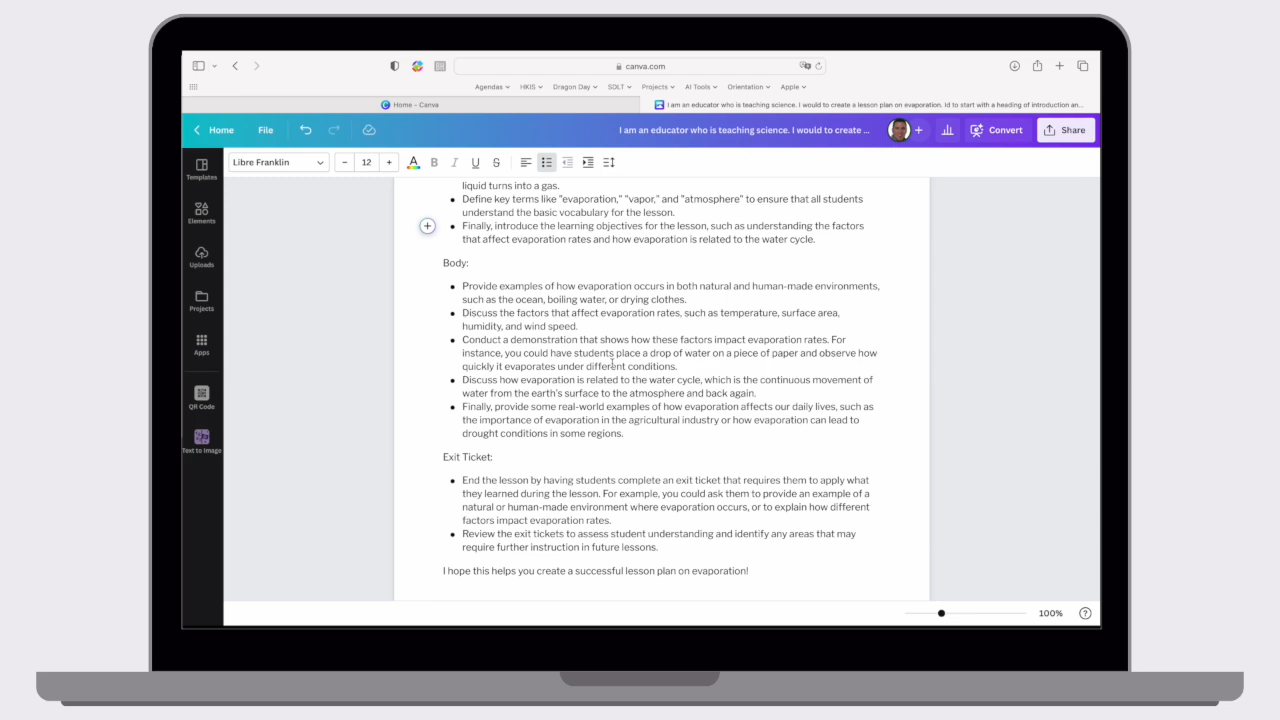 canva.com
Agendas HKIS Dragon Day SDLT Projects AI Tools Orientation Apple
Home - Canva
I am an educator who is teaching science. I would to create a lesson plan on evaporation. Id to start with a heading of introduction an...
Home File I am an educator who is teaching science. I would to create ... Convert Share
Libre Franklin - 12 + A B I U S
Templates
Elements
Uploads
Projects
Apps
QR Code
Text to Image
liquid turns into a gas.
• Define key terms like "evaporation," "vapor," and "atmosphere" to ensure that all students
understand the basic vocabulary for the lesson.
• Finally, introduce the learning objectives for the lesson, such as understanding the factors
that affect evaporation rates and how evaporation is related to the water cycle.
Body:
• Provide examples of how evaporation occurs in both natural and human-made environments,
such as the ocean, boiling water, or drying clothes.
• Discuss the factors that affect evaporation rates, such as temperature, surface area,
humidity, and wind speed.
• Conduct a demonstration that shows how these factors impact evaporation rates. For
instance, you could have students place a drop of water on a piece of paper and observe how
quickly it evaporates under different conditions.
• Discuss how evaporation is related to the water cycle, which is the continuous movement of
water from the earth's surface to the atmosphere and back again.
• Finally, provide some real-world examples of how evaporation affects our daily lives, such as
the importance of evaporation in the agricultural industry or how evaporation can lead to
drought conditions in some regions.
Exit Ticket:
• End the lesson by having students complete an exit ticket that requires them to apply what
they learned during the lesson. For example, you could ask them to provide an example of a
natural or human-made environment where evaporation occurs, or to explain how different
factors impact evaporation rates.
• Review the exit tickets to assess student understanding and identify any areas that may
require further instruction in future lessons.
I hope this helps you create a successful lesson plan on evaporation!
100% ?